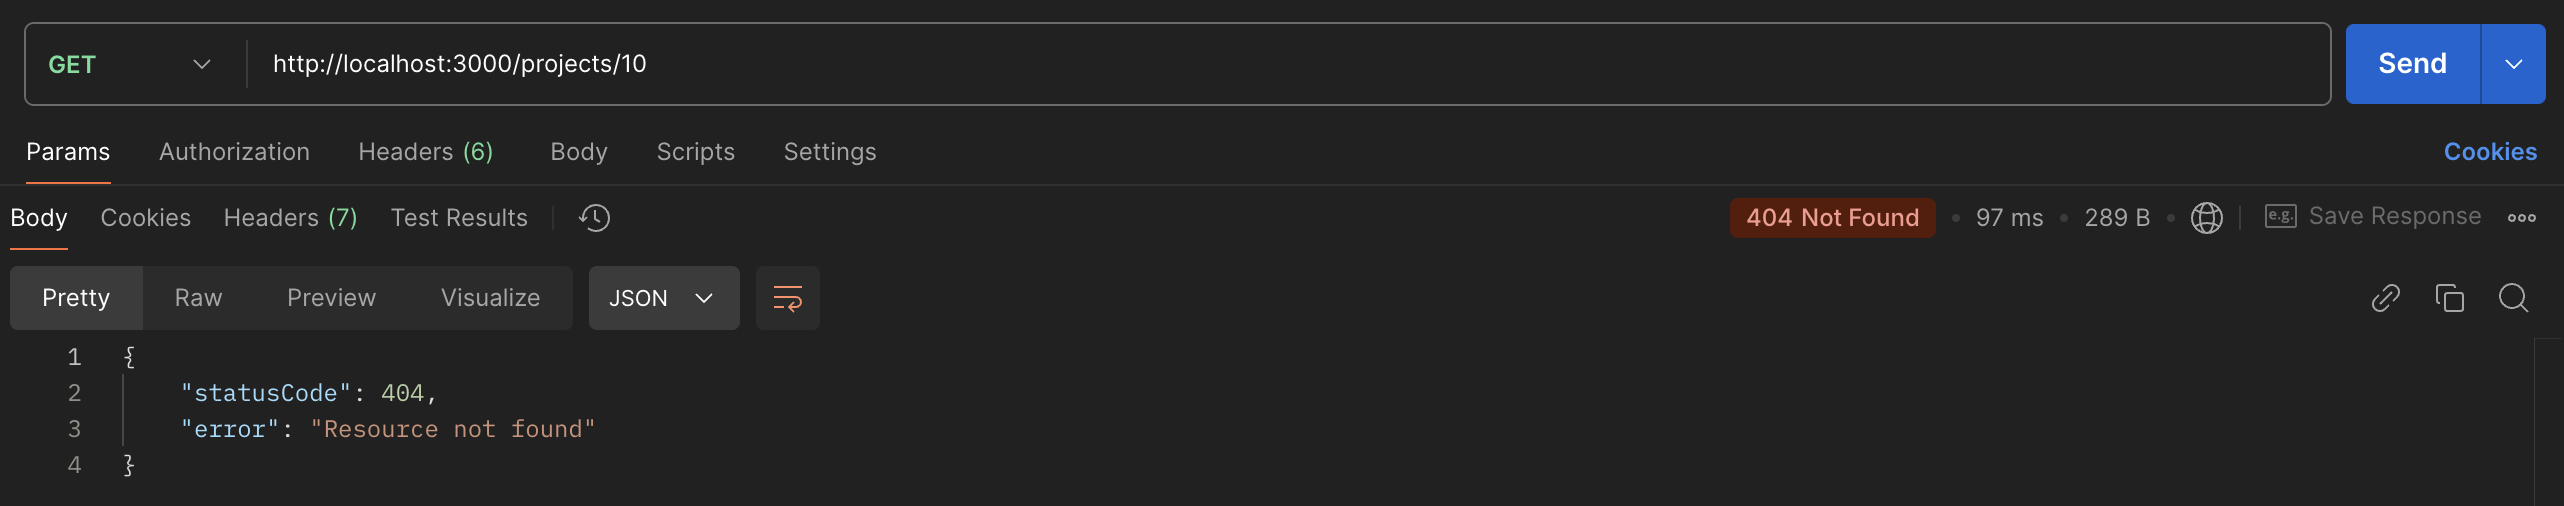 GET http://localhost:3000/projects/10 Send
Params Authorization Headers (6) Body Scripts Settings Cookies
Body Cookies Headers (7) Test Results 404 Not Found • 97 ms • 289 B • e.g. Save Response
Pretty Raw Preview Visualize JSON
1 {
2 "statusCode": 404,
3 "error": "Resource not found"
4 }